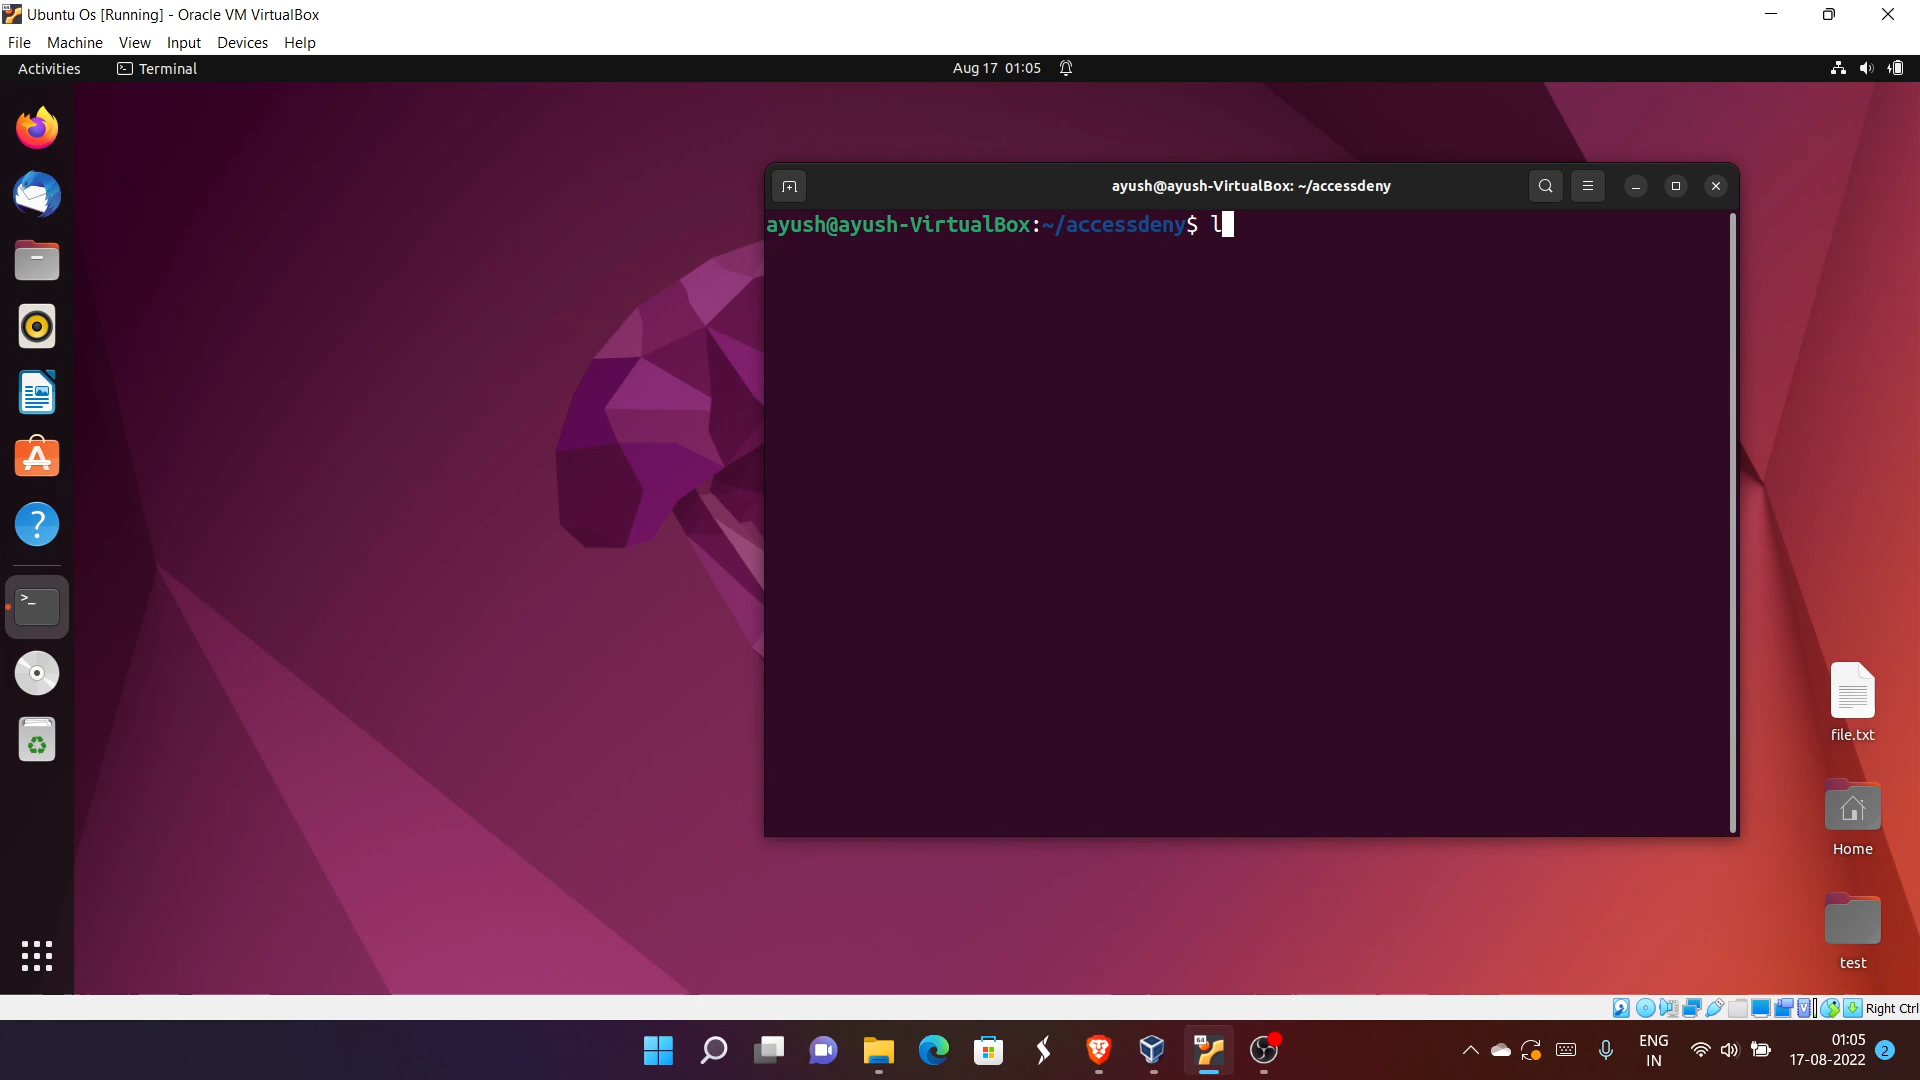 Ubuntu Os [Running] - Oracle VM VirtualBox
File Machine View Input Devices Help
Activities Terminal Aug 17 01:05
ayush@ayush-VirtualBox: ~/accessdeny
ayush@ayush-VirtualBox:~/accessdeny$ l
file.txt
Home
test
Right Ctrl
ENG
IN
01:05
17-08-2022
2